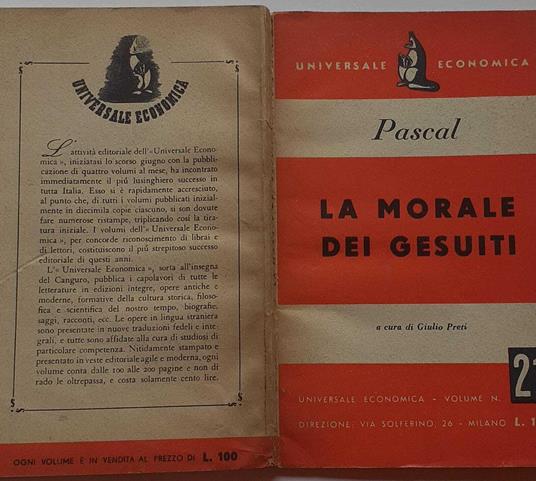 UNIVERSALE ECONOMICA
L'attività editoriale dell'«Universale Econo-
mica», iniziatasi lo scorso giugno con la pubbli-
cazione di quattro volumi al mese, ha incontrato
immediatamente il più lusinghiero successo in
tutta Italia. Esso si è rapidamente accresciuto,
al punto che, di tutti i volumi pubblicati inizial-
mente in diecimila copie ciascuno, si son dovute
fare numerose ristampe, triplicando così la ti-
ratura iniziale. I volumi dell'« Universale Econo-
mica », per concorde riconoscimento di librai e
di lettori, costituiscono il più strepitoso successo
editoriale di questi anni.
L'« Universale Economica », sorta all'insegna
del Canguro, pubblica i capolavori di tutte le
letterature in edizioni integre, opere antiche e
moderne, formative della cultura storica, filoso-
fica e scientifica del nostro tempo, biografie,
saggi, racconti, ecc. Le opere in lingua straniera
sono presentate in nuove traduzioni fedeli e inte-
grali, e tutte sono affidate alla cura di studiosi di
particolare competenza. Nitidamente stampato e
presentato in veste editoriale agile e moderna, ogni
volume conta dalle 100 alle 200 pagine e non di
rado le oltrepassa, e costa solamente cento lire.
OGNI VOLUME È IN VENDITA AL PREZZO DI L. 100
UNIVERSALE ECONOMICA
Pascal
LA MORALE
DEI GESUITI
a cura di Giulio Preti
UNIVERSALE ECONOMICA - VOLUME N.
DIREZIONE: VIA SOLFERINO, 26 - MILANO L.